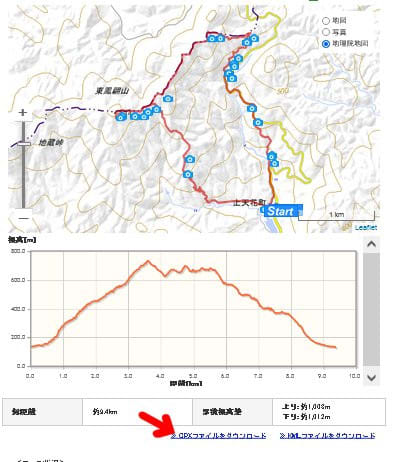 地図
写真
地理院地図
東鳳翩山
地蔵峠
500
上天花町
Start
1 km
Leaflet
標高[m]
800.0
600.0
400.0
200.0
0.0
0.0 1.0 2.0 3.0 4.0 5.0 6.0 7.0 8.0 9.0 10.0
距離[km]
総距離 約9.4km 累積標高差 上り: 約1,008m
下り: 約1,012m
≫ GPXファイルをダウンロード ≫ KMLファイルをダウンロード